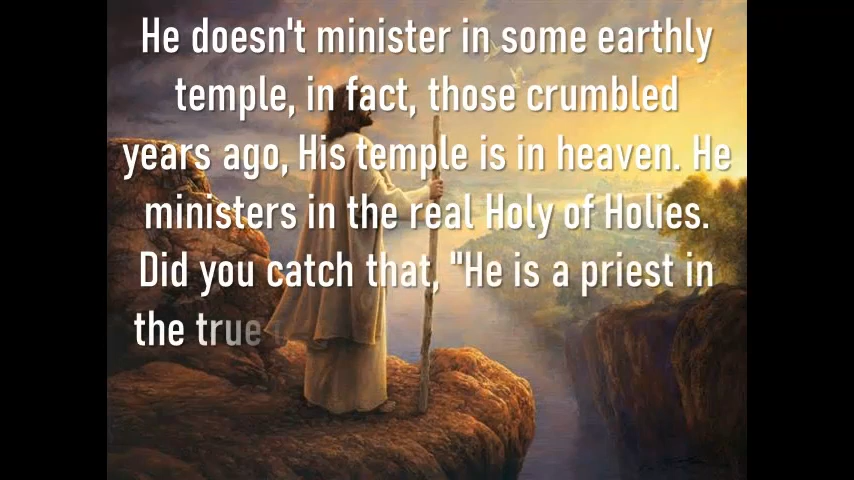 He doesn't minister in some earthly
temple, in fact, those crumbled
years ago, His temple is in heaven. He
ministers in the real Holy of Holies.
Did you catch that, "He is a priest in
the true